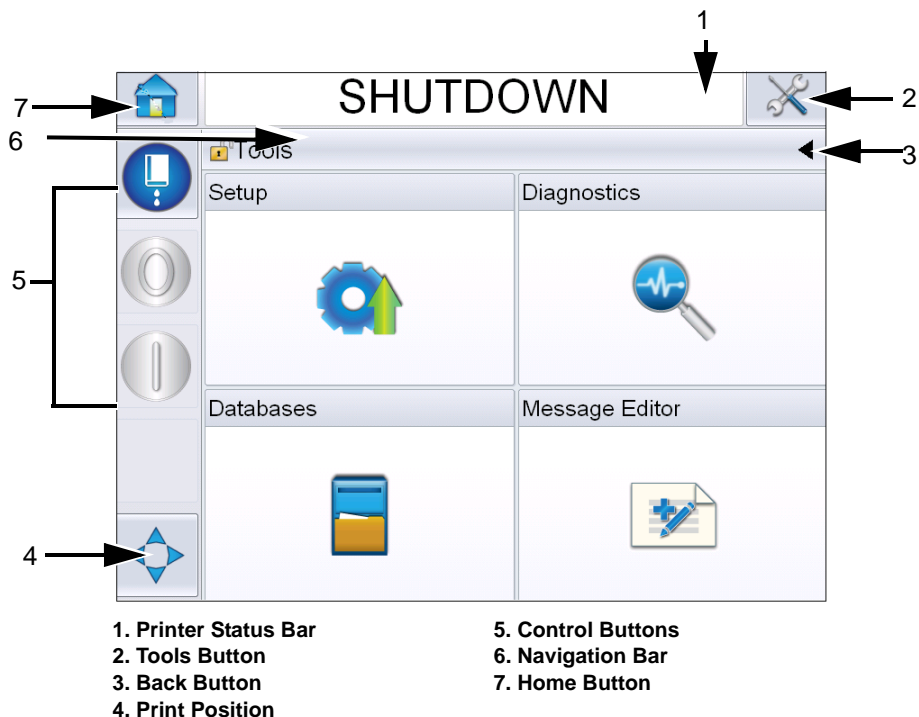 1
SHUTDOWN
2
7
6
Tools
3
Setup
Diagnostics
5
Databases
Message Editor
4
1. Printer Status Bar
2. Tools Button
3. Back Button
4. Print Position
5. Control Buttons
6. Navigation Bar
7. Home Button